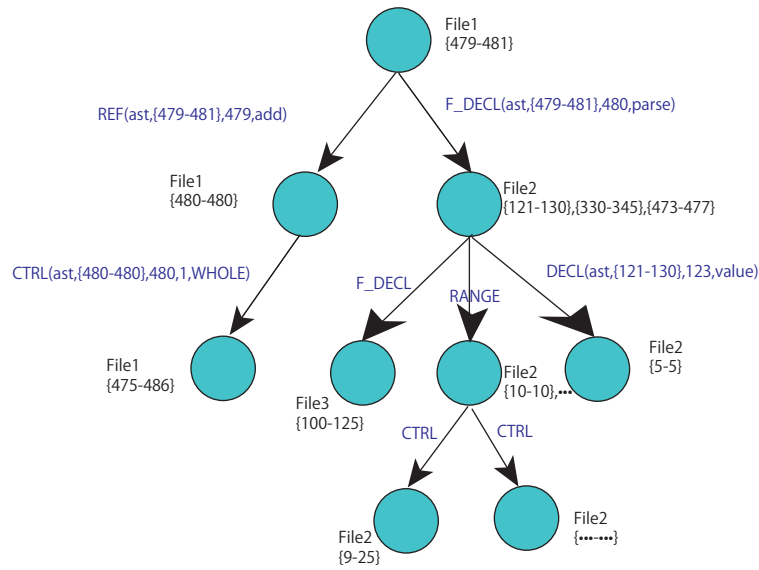 File1
{479-481}
REF(ast,{479-481},479,add)
F_DECL(ast,{479-481},480,parse)
File1
{480-480}
File2
{121-130},{330-345},{473-477}
CTRL(ast,{480-480},480,1,WHOLE)
F_DECL
RANGE
DECL(ast,{121-130},123,value)
File1
{475-486}
File3
{100-125}
File2
{10-10},•••
File2
{5-5}
CTRL
CTRL
File2
{9-25}
File2
{•••-•••}